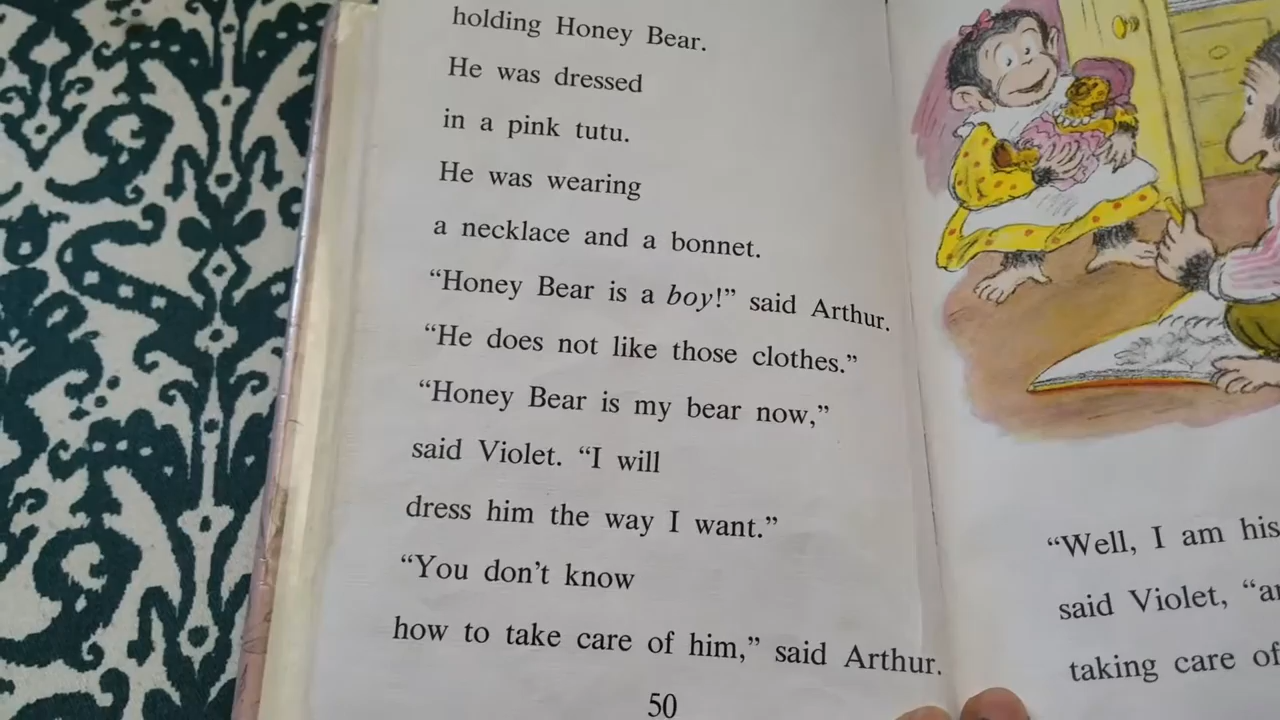 holding Honey Bear.
He was dressed
in a pink tutu.
He was wearing
a necklace and a bonnet.
“Honey Bear is a boy!” said Arthur.
“He does not like those clothes.”
“Honey Bear is my bear now,”
said Violet. “I will
dress him the way I want.”
“You don’t know
how to take care of him,” said Arthur.
50
“Well, I am his
said Violet,
taking care of